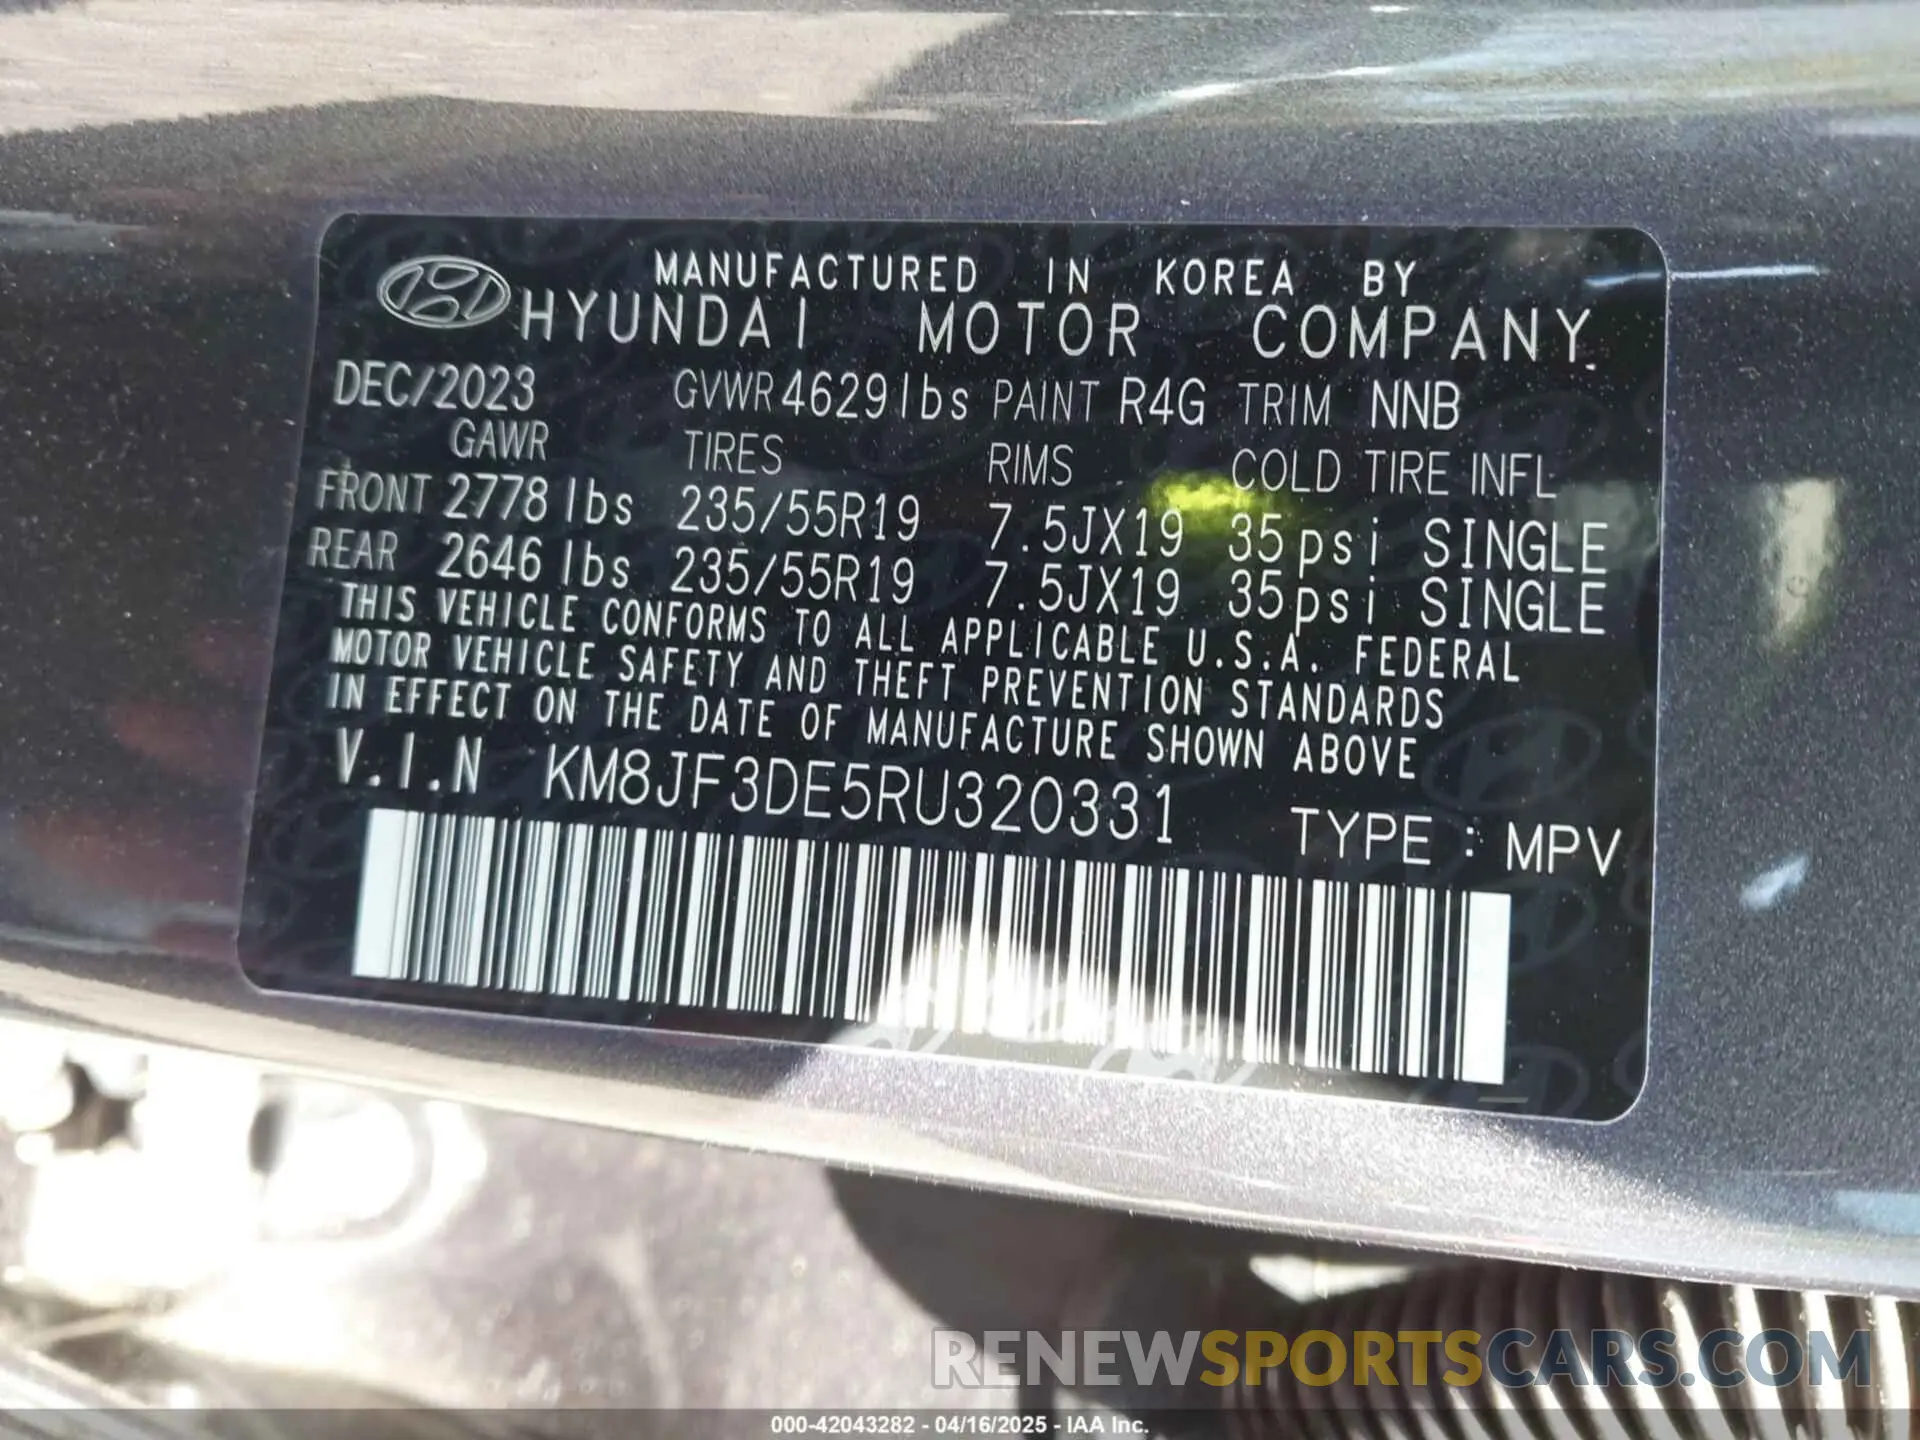 MANUFACTURED IN KOREA BY
HYUNDAI MOTOR COMPANY
DEC/2023 GVWR 4629 lbs PAINT R4G TRIM NNB
GAWR TIRES RIMS COLD TIRE INFL
FRONT 2778 lbs 235/55R19 7.5JX19 35psi SINGLE
REAR 2646 lbs 235/55R19 7.5JX19 35psi SINGLE
THIS VEHICLE CONFORMS TO ALL APPLICABLE U.S.A. FEDERAL
MOTOR VEHICLE SAFETY AND THEFT PREVENTION STANDARDS
IN EFFECT ON THE DATE OF MANUFACTURE SHOWN ABOVE
V.I.N KM8JF3DE5RU320331 TYPE : MPV
RENEWSPORTSCARS.COM
000-42043282 - 04/16/2025 - IAA Inc.